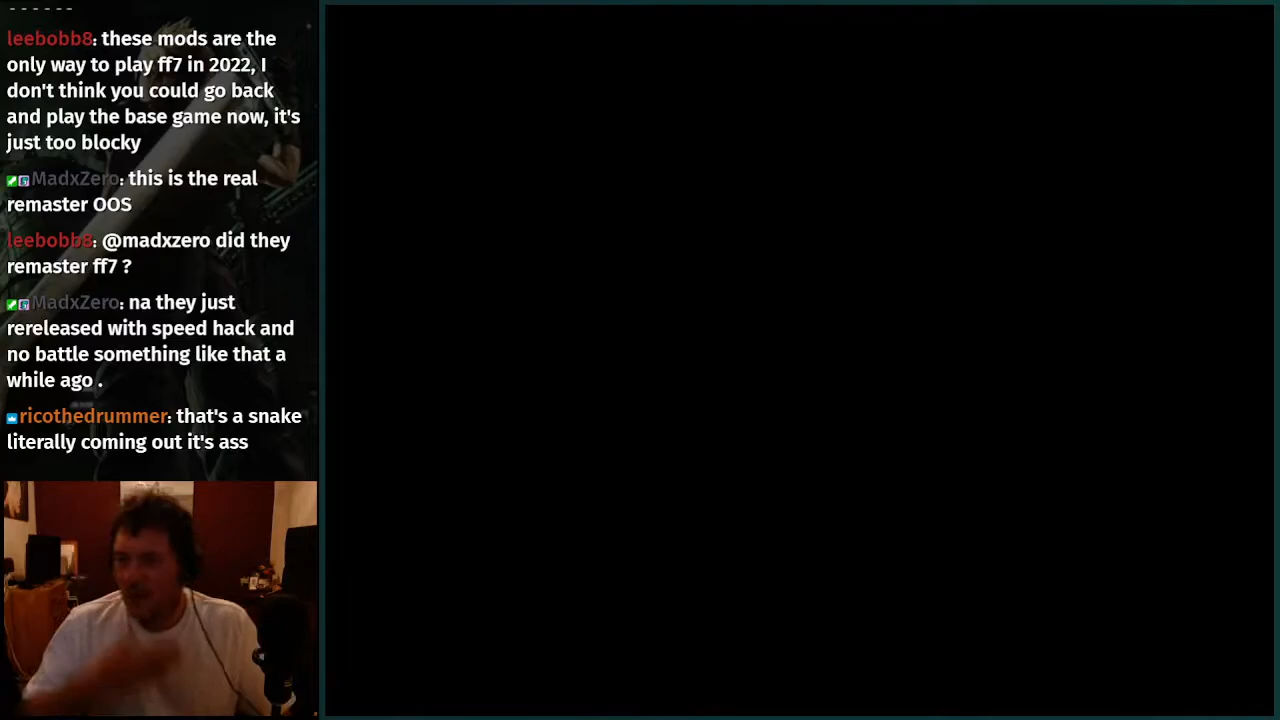 leebobb8: these mods are the
only way to play ff7 in 2022, I
don't think you could go back
and play the base game now, it's
just too blocky
MadxZero: this is the real
remaster OOS
leebobb8: @madxzero did they
remaster ff7 ?
MadxZero: na they just
rereleased with speed hack and
no battle something like that a
while ago .
ricothedrummer: that's a snake
literally coming out it's ass